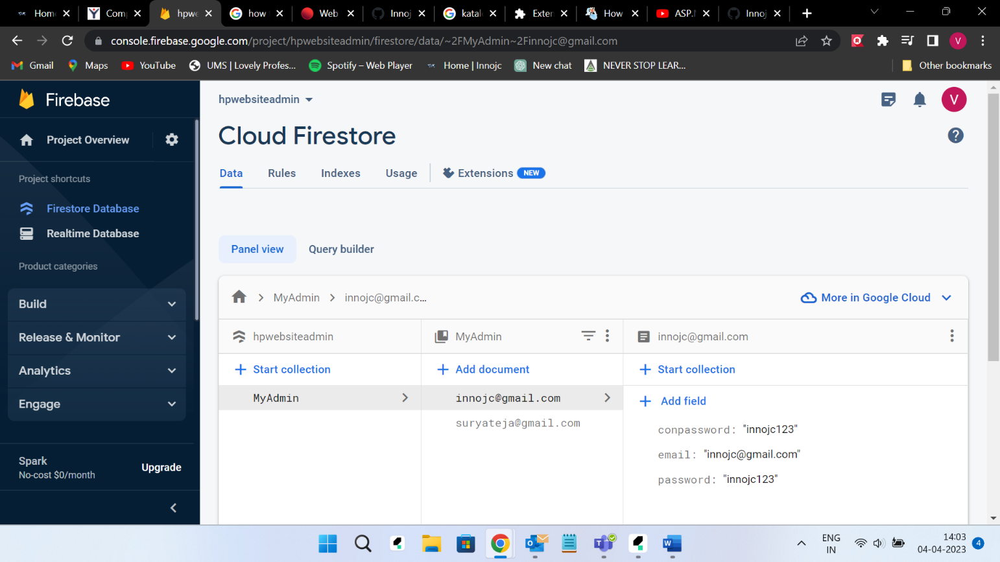 Home
Comp
hpwe
how
Web
Innoj
katal
Exter
How
ASP.
Innoj
console.firebase.google.com/project/hpwebsiteadmin/firestore/data/~2FMyAdmin~2Finnojc@gmail.com
V
Gmail
Maps
YouTube
UMS | Lovely Profes...
Spotify – Web Player
Home | Innojc
New chat
NEVER STOP LEAR...
Other bookmarks
Firebase
hpwebsiteadmin
V
Project Overview
Cloud Firestore
?
Data
Rules
Indexes
Usage
Extensions
NEW
Project shortcuts
Firestore Database
Realtime Database
Product categories
Build
Release & Monitor
Analytics
Engage
Spark
No-cost $0/month
Upgrade
Panel view
Query builder
MyAdmin
innojc@gmail.c...
More in Google Cloud
hpwebsiteadmin
MyAdmin
innojc@gmail.com
Start collection
Add document
Start collection
MyAdmin
innojc@gmail.com
suryateja@gmail.com
Add field
conpassword: "innojc123"
email: "innojc@gmail.com"
password: "innojc123"
ENG
IN
14:03
04-04-2023
4